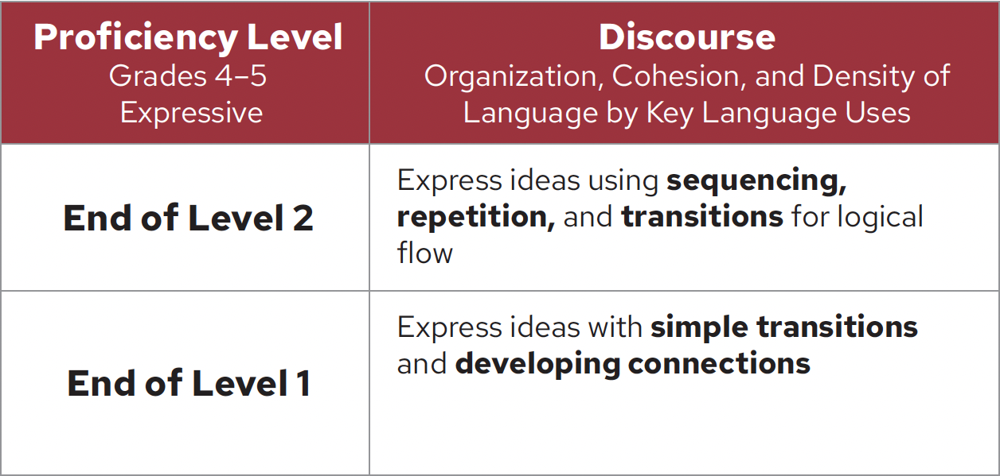 Proficiency Level
Grades 4–5
Expressive
Discourse
Organization, Cohesion, and Density of
Language by Key Language Uses
End of Level 2
Express ideas using sequencing,
repetition, and transitions for logical
flow
End of Level 1
Express ideas with simple transitions
and developing connections